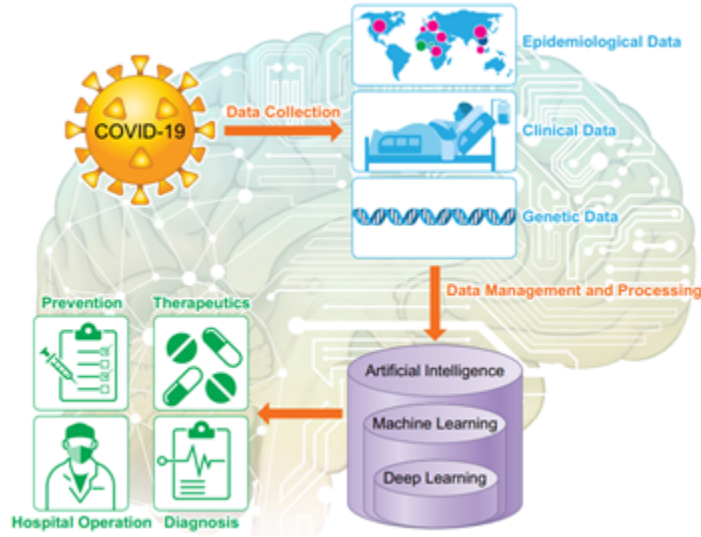 COVID-19
Data Collection
Epidemiological Data
Clinical Data
Genetic Data
Data Management and Processing
Artificial Intelligence
Machine Learning
Deep Learning
Prevention
Therapeutics
Hospital Operation
Diagnosis